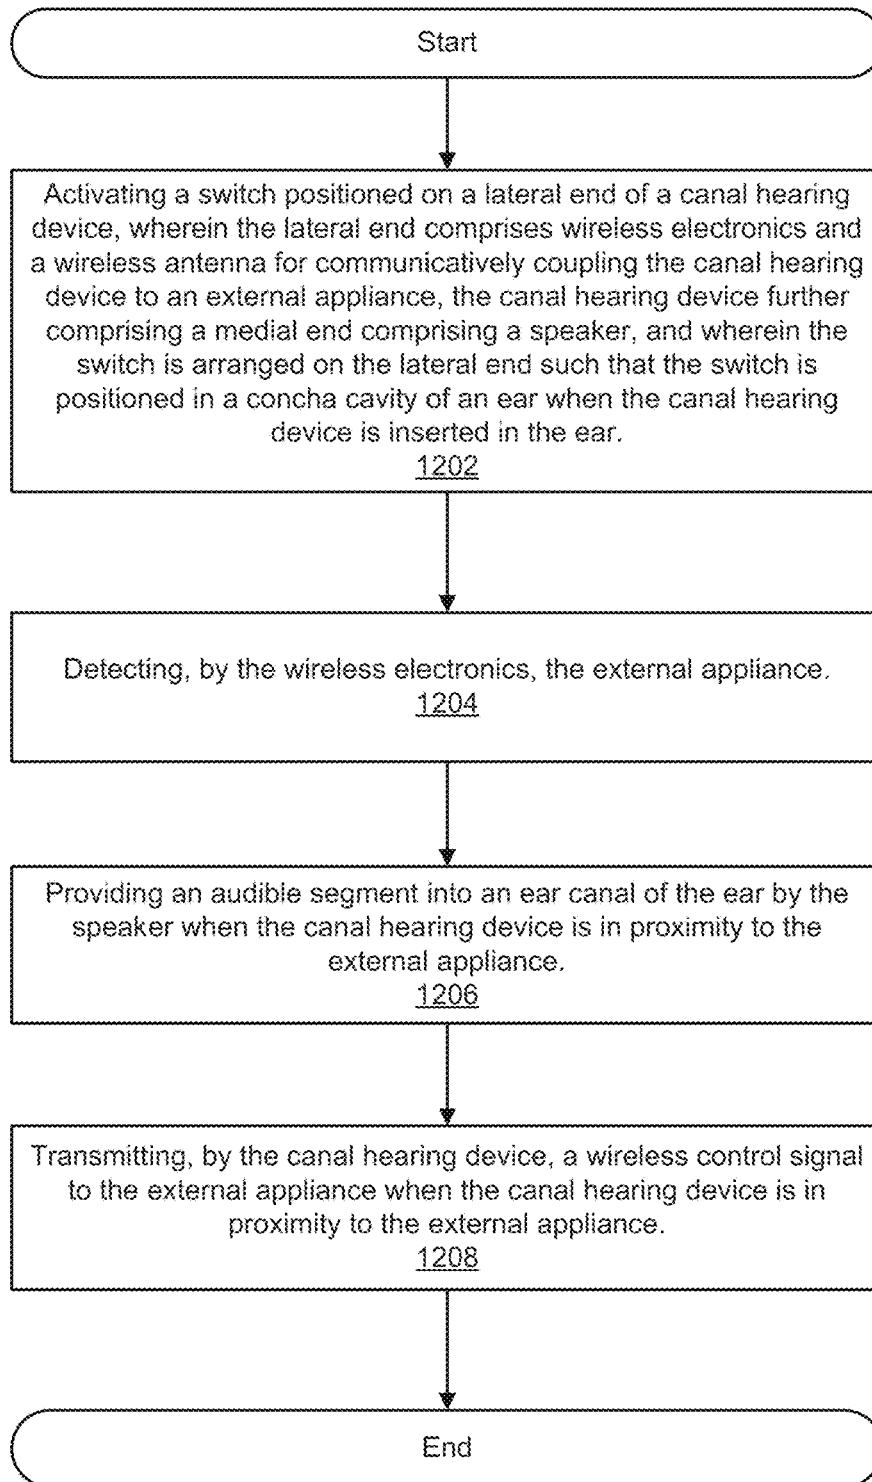 Start
Activating a switch positioned on a lateral end of a canal hearing
device, wherein the lateral end comprises wireless electronics and
a wireless antenna for communicatively coupling the canal hearing
device to an external appliance, the canal hearing device further
comprising a medial end comprising a speaker, and wherein the
switch is arranged on the lateral end such that the switch is
positioned in a concha cavity of an ear when the canal hearing
device is inserted in the ear.
1202
Detecting, by the wireless electronics, the external appliance.
1204
Providing an audible segment into an ear canal of the ear by the
speaker when the canal hearing device is in proximity to the
external appliance.
1206
Transmitting, by the canal hearing device, a wireless control signal
to the external appliance when the canal hearing device is in
proximity to the external appliance.
1208
End